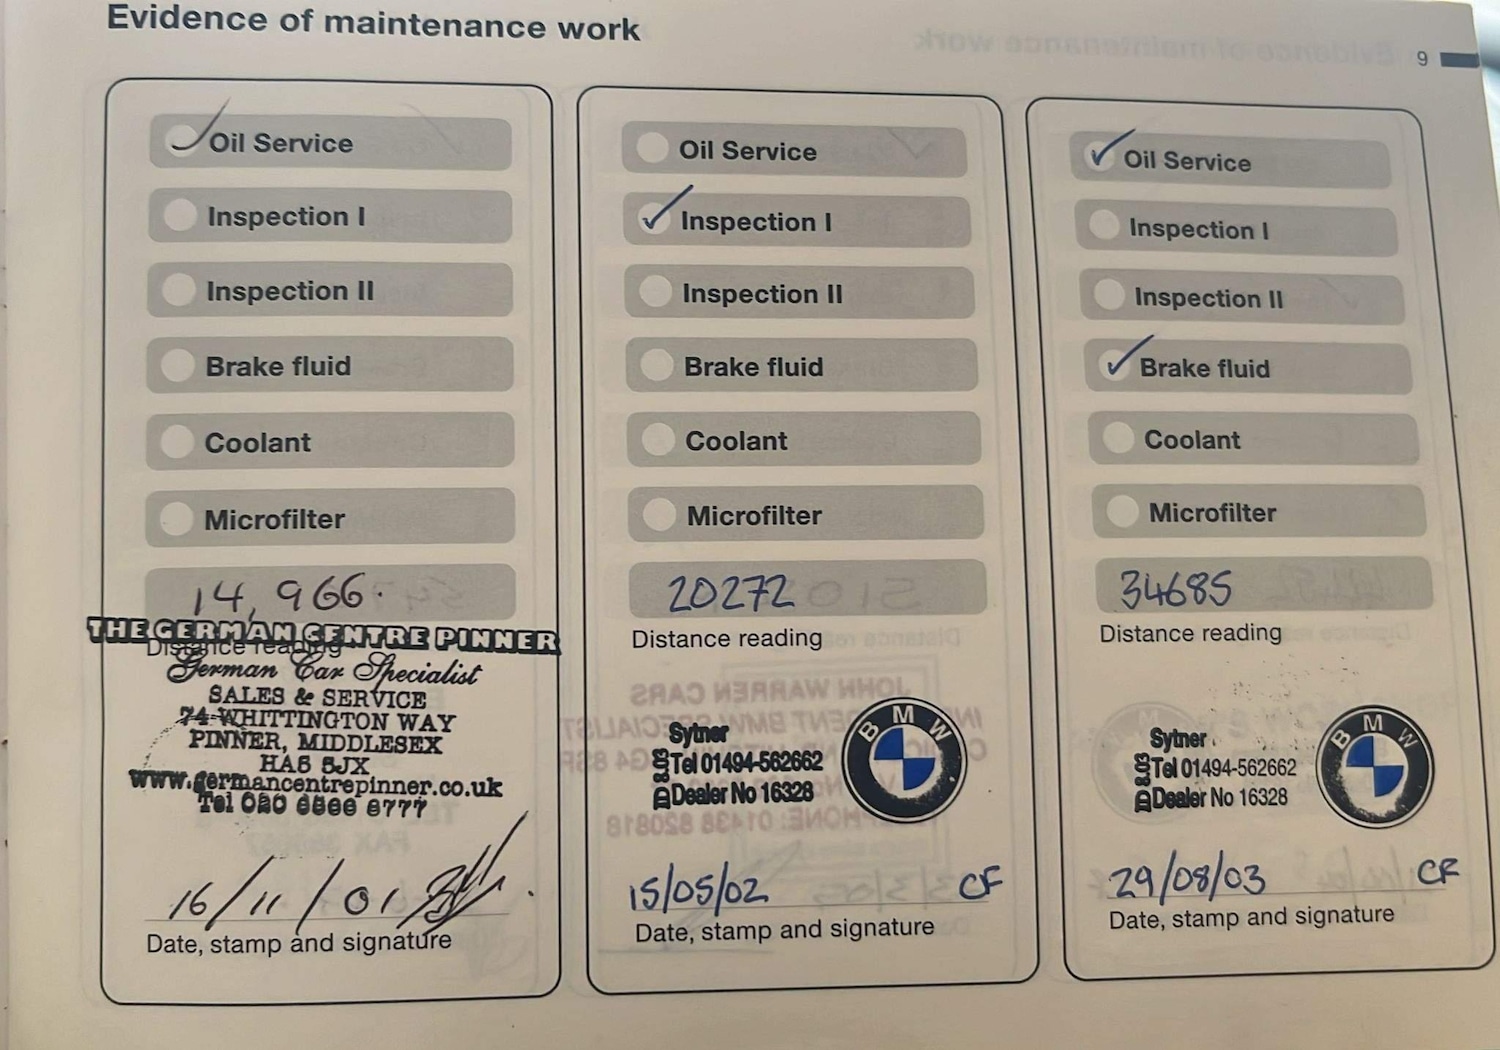 Evidence of maintenance work
9
Oil Service
Inspection I
Inspection II
Brake fluid
Coolant
Microfilter
14,966.
Distance reading
THE GERMAN CENTRE PINNER
German Car Specialist
SALES & SERVICE
74 WHITTINGTON WAY
PINNER, MIDDLESEX
HA5 5JX
www.germancentrepinner.co.uk
Tel 020 8866 8777
16/11/01
Date, stamp and signature
Oil Service
Inspection I
Inspection II
Brake fluid
Coolant
Microfilter
20272
Distance reading
Sytner
Tel 01494-562662
Dealer No 16328
BMW
15/05/02 CF
Date, stamp and signature
Oil Service
Inspection I
Inspection II
Brake fluid
Coolant
Microfilter
34685
Distance reading
Sytner
Tel 01494-562662
Dealer No 16328
BMW
29/08/03 CF
Date, stamp and signature